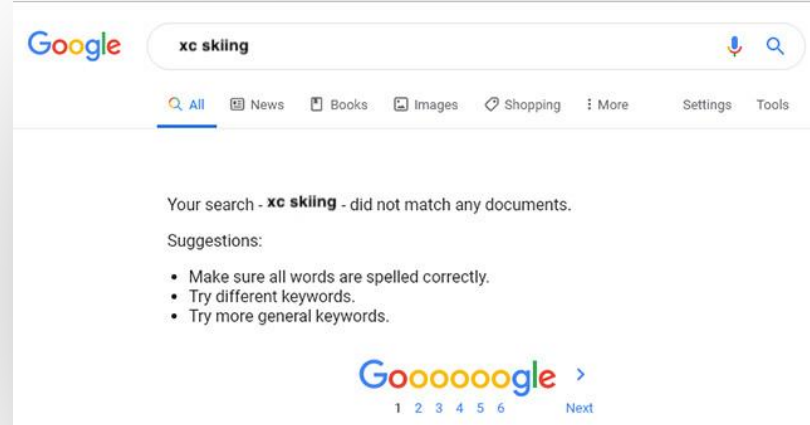 Google xc skiing
All News Books Images Shopping More Settings Tools
Your search - xc skiing - did not match any documents.
Suggestions:
• Make sure all words are spelled correctly.
• Try different keywords.
• Try more general keywords.
Goooooogle >
1 2 3 4 5 6 Next